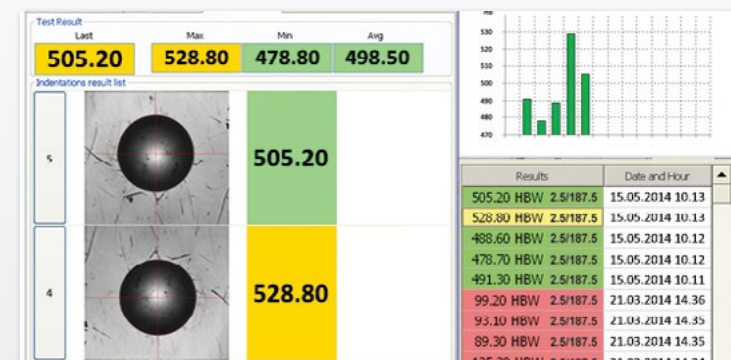 Test Result
Last Max Min Avg
505.20 528.80 478.80 498.50
Indentations result list
5 505.20
4 528.80
HB
530
520
510
500
490
480
470
Results Date and Hour
505.20 HBW 2.5/187.5 15.05.2014 10.13
528.80 HBW 2.5/187.5 15.05.2014 10.13
488.60 HBW 2.5/187.5 15.05.2014 10.12
478.70 HBW 2.5/187.5 15.05.2014 10.12
491.30 HBW 2.5/187.5 15.05.2014 10.11
99.20 HBW 2.5/187.5 21.03.2014 14.36
93.10 HBW 2.5/187.5 21.03.2014 14.35
89.30 HBW 2.5/187.5 21.03.2014 14.35